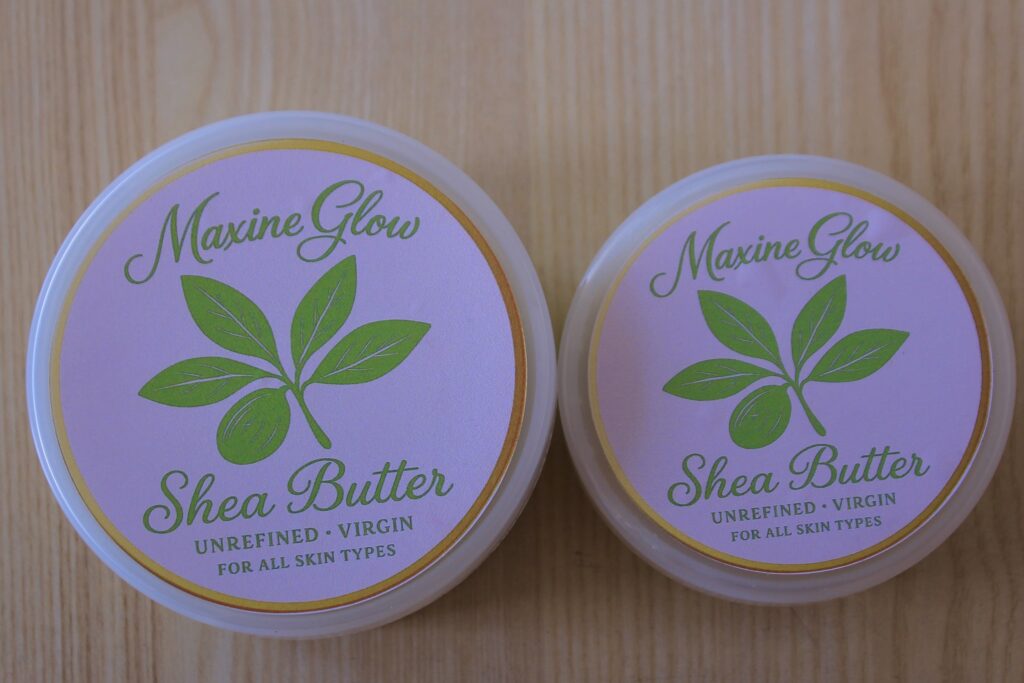 Maxine Glow
Shea Butter
UNREFINED · VIRGIN
FOR ALL SKIN TYPES
Maxine Glow
Shea Butter
UNREFINED · VIRGIN
FOR ALL SKIN TYPES